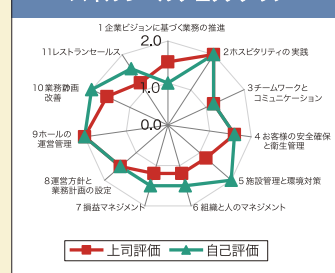 1 企業ビジョンに基づく業務の推進
2.0
11レストランセールス
2ホスピタリティの実践
10 業務計画
改善
1.0
3チームワークと
コミュニケーション
0.0
9ホールの
運営管理
4 お客様の安全確保
と衛生管理
8運営方針と
業務計画の設定
5 施設管理と環境対策
7 損益マネジメント
6 組織と人のマネジメント
上司評価
自己評価